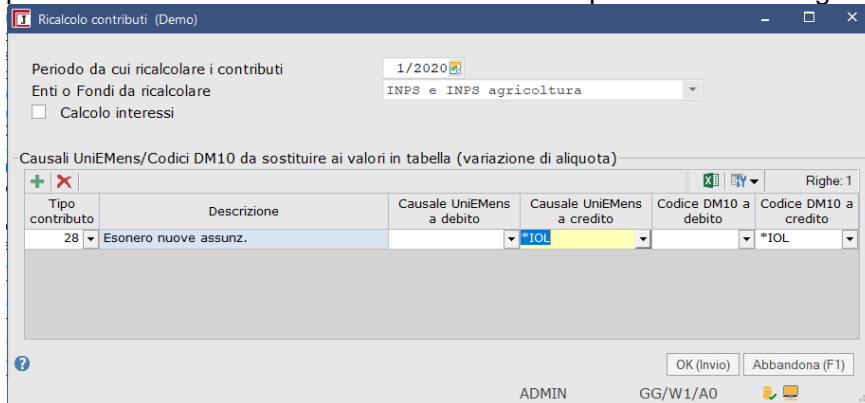 Ricalcolo contributi (Demo)
Periodo da cui ricalcolare i contributi 1/2020
Enti o Fondi da ricalcolare INPS e INPS agricoltura
Calcolo interessi
Causali UniEMens/Codici DM10 da sostituire ai valori in tabella (variazione di aliquota)
Righe: 1
Tipo contributo Descrizione Causale UniEMens a debito Causale UniEMens a credito Codice DM10 a debito Codice DM10 a credito
28 Esonero nuove assunz. *IOL *IOL
OK (Invio) Abbandona (F1)
ADMIN GG/W1/A0